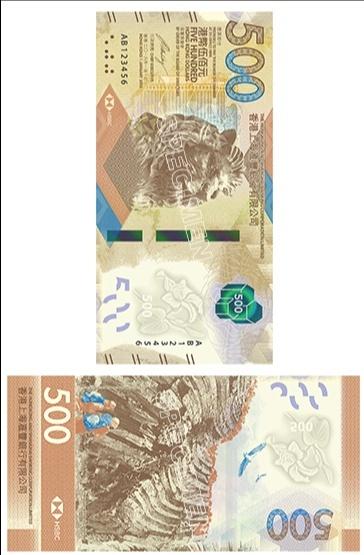 500
THE HONGKONG AND SHANGHAI BANKING CORPORATION LIMITED
香港上海滙豐銀行有限公司
港幣伍佰元
FIVE HUNDRED
HONG KONG DOLLARS
AB123456
HSBC
SPECIMEN
500
500
500
AB123456
500
THE HONGKONG AND SHANGHAI BANKING CORPORATION LIMITED
香港上海滙豐銀行有限公司
HSBC
500
500